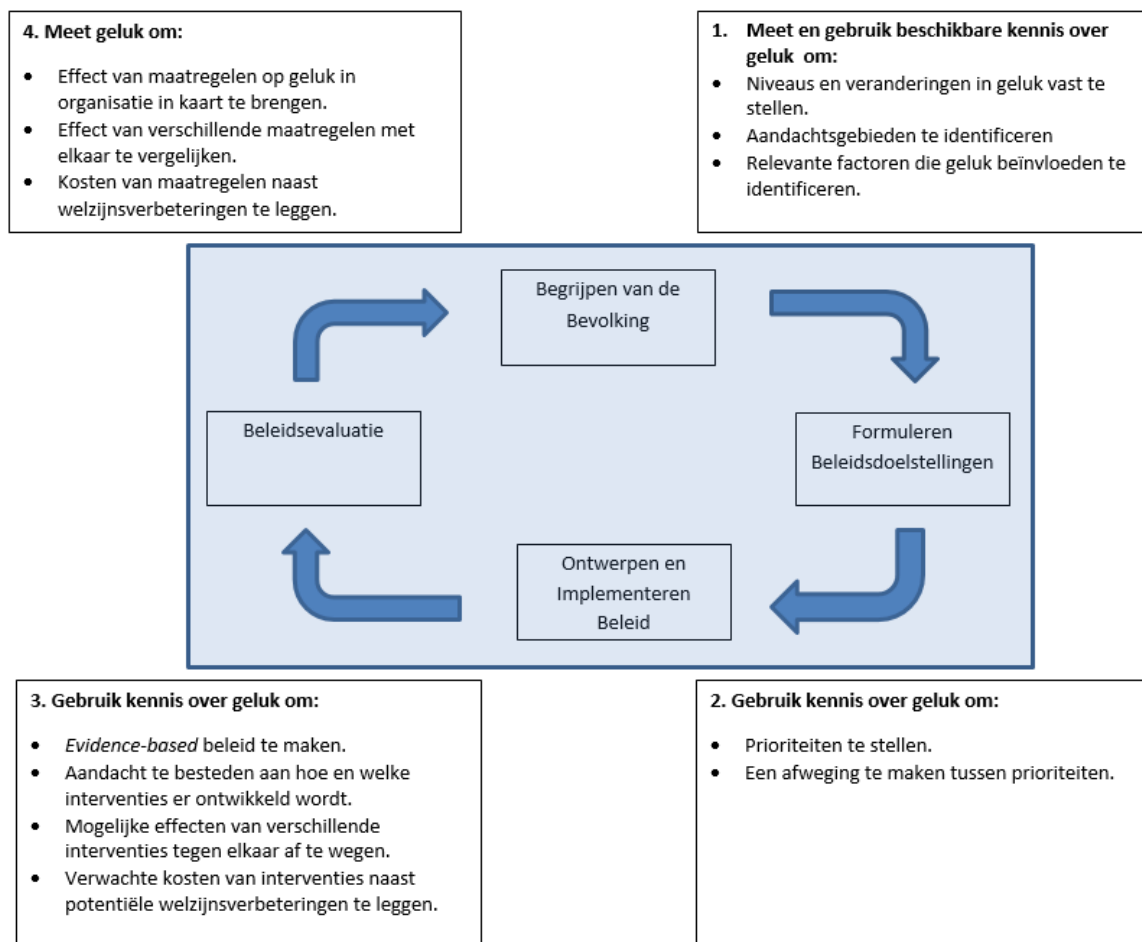 4. Meet geluk om:
• Effect van maatregelen op geluk in
organisatie in kaart te brengen.
• Effect van verschillende maatregelen met
elkaar te vergelijken.
• Kosten van maatregelen naast
welzijnsverbeteringen te leggen.
1. Meet en gebruik beschikbare kennis over
geluk om:
• Niveaus en veranderingen in geluk vast te
stellen.
• Aandachtsgebieden te identificeren
• Relevante factoren die geluk beïnvloeden te
identificeren.
Begrijpen van de
Bevolking
Beleidsevaluatie
Formuleren
Beleidsdoelstellingen
Ontwerpen en
Implementeren
Beleid
3. Gebruik kennis over geluk om:
• Evidence-based beleid te maken.
• Aandacht te besteden aan hoe en welke
interventies er ontwikkeld wordt.
• Mogelijke effecten van verschillende
interventies tegen elkaar af te wegen.
• Verwachte kosten van interventies naast
potentiële welzijnsverbeteringen te leggen.
2. Gebruik kennis over geluk om:
• Prioriteiten te stellen.
• Een afweging te maken tussen prioriteiten.